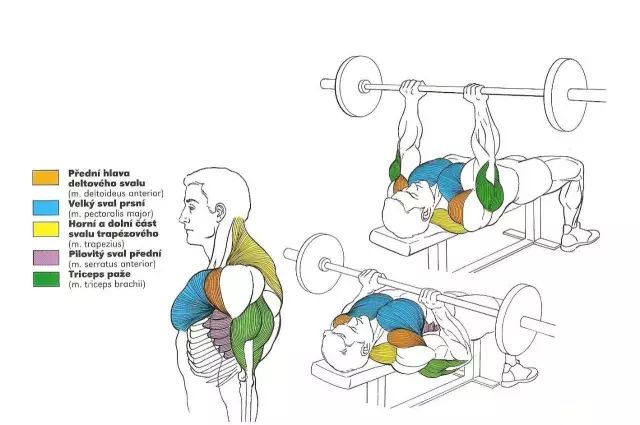 Přední hlava
deltového svalu
(m. deltoideus anterior)
Velký sval prsní
(m. pectoralis major)
Horní a dolní část
svalu trapézového
(m. trapezius)
Pilovitý sval přední
(m. serratus anterior)
Triceps paže
(m. triceps brachii)